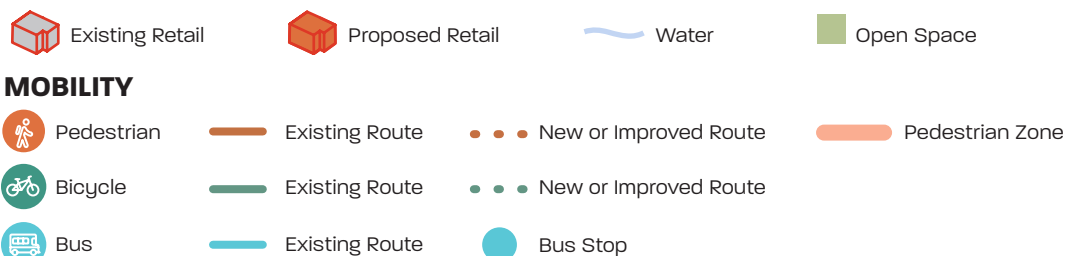 Existing Retail Proposed Retail Water Open Space
MOBILITY
Pedestrian Existing Route New or Improved Route Pedestrian Zone
Bicycle Existing Route New or Improved Route
Bus Existing Route Bus Stop